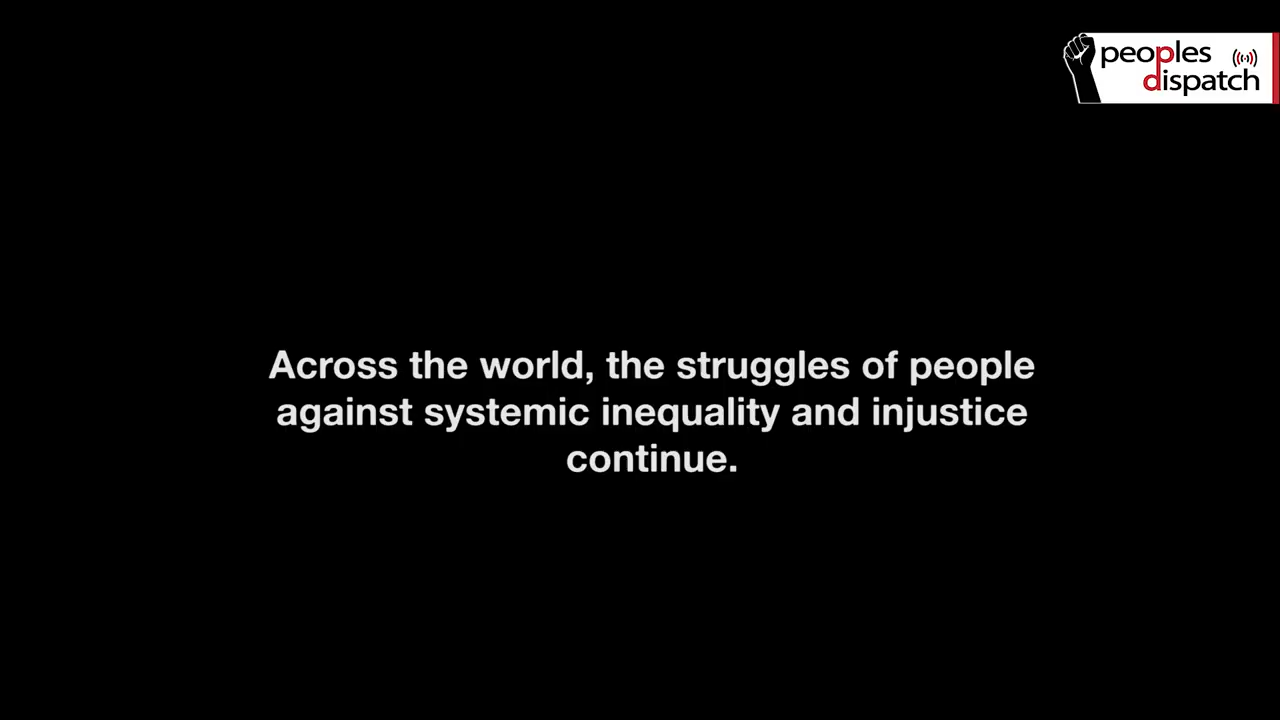 peoples
dispatch
Across the world, the struggles of people
against systemic inequality and injustice
continue.